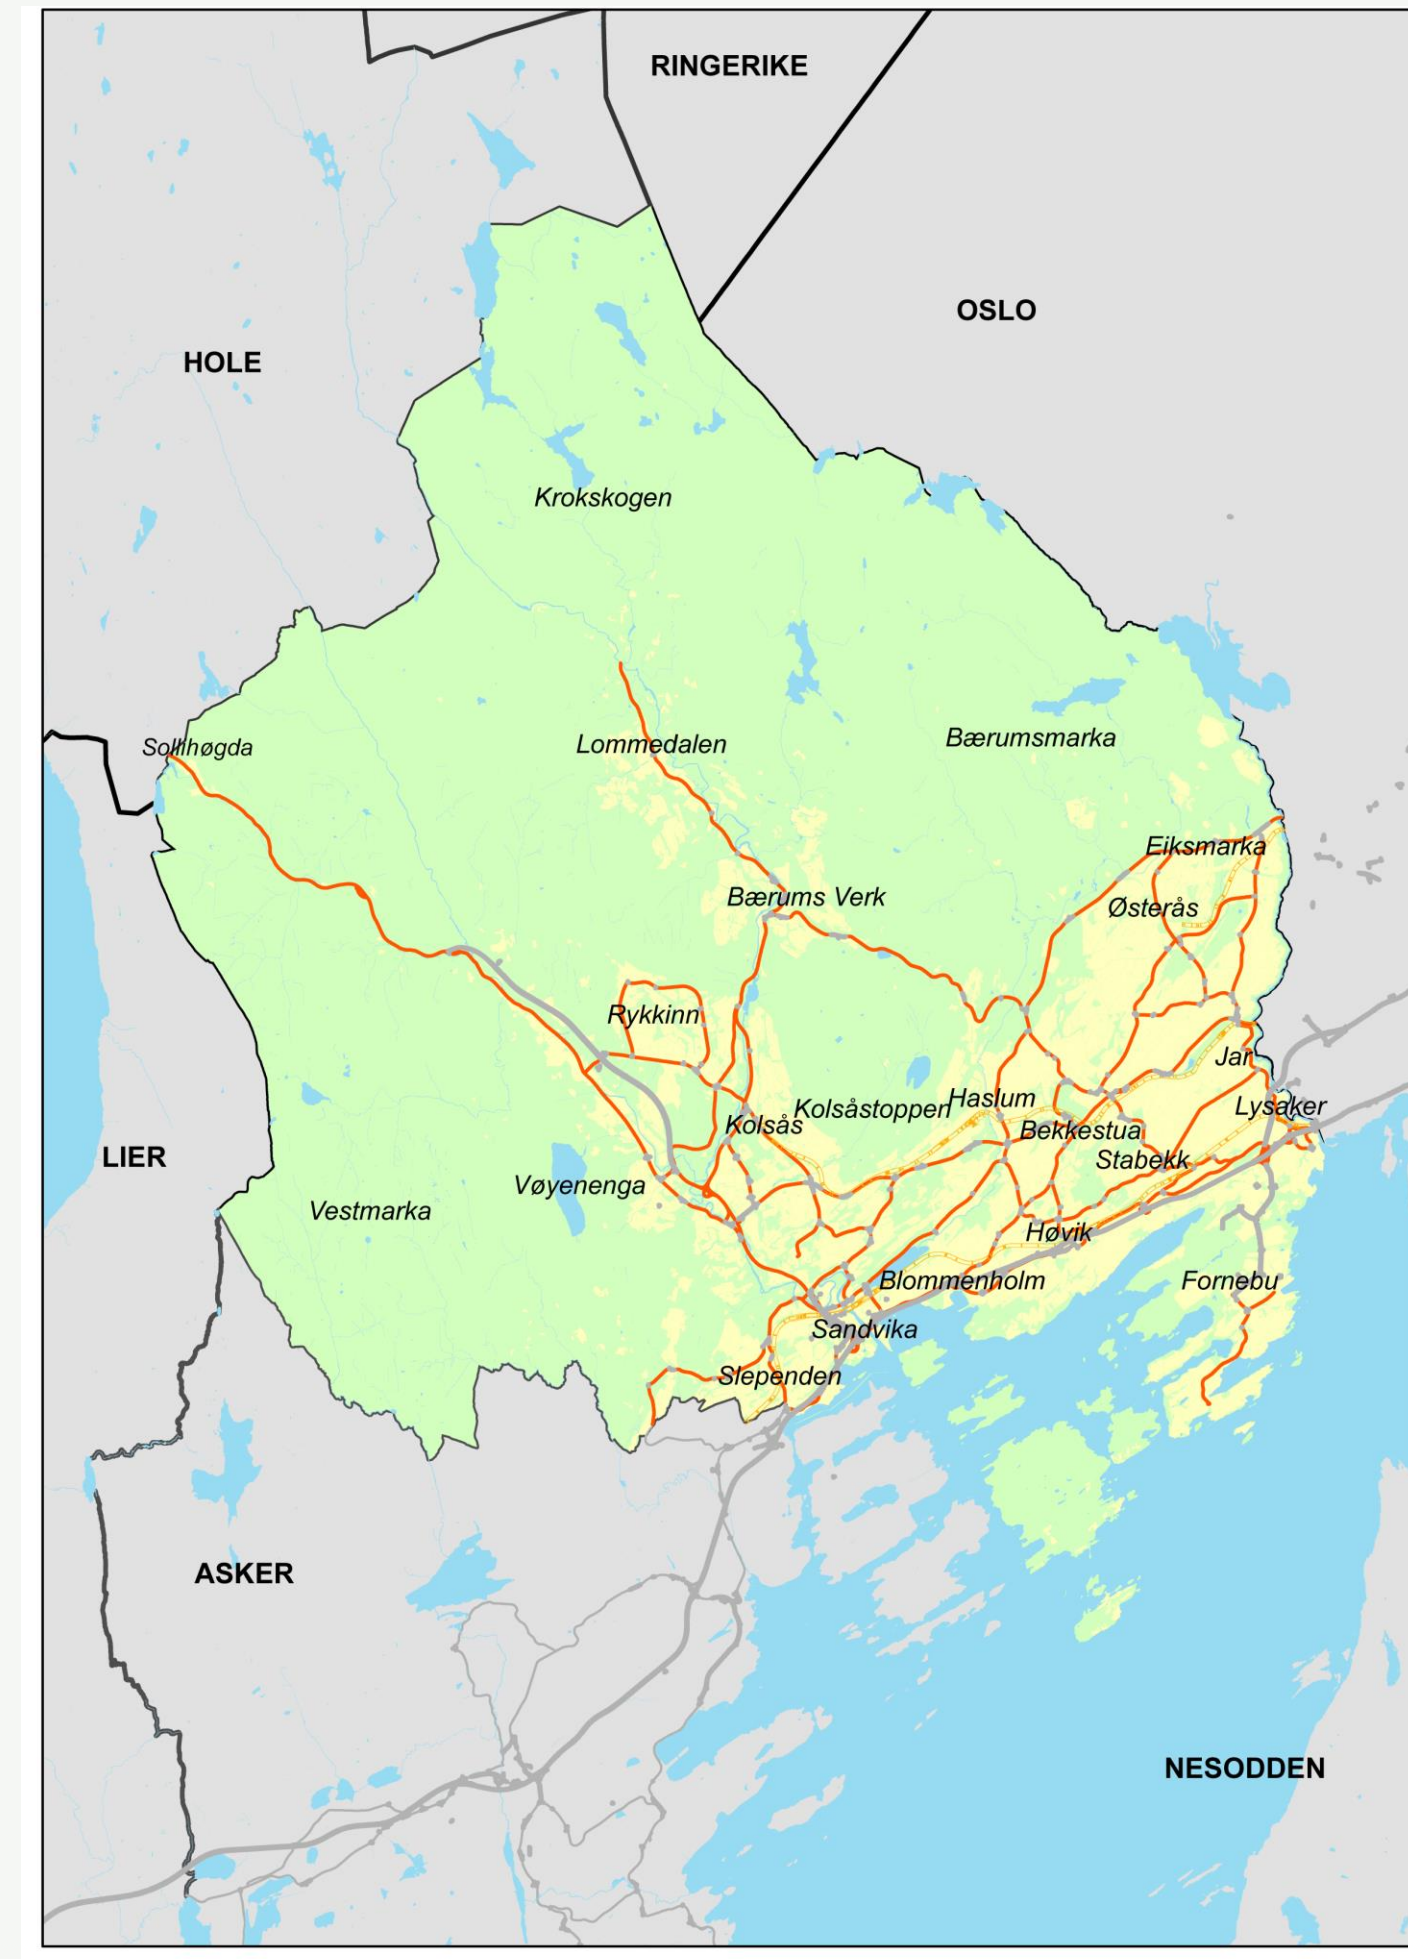 RINGERIKE
OSLO
HOLE
Krokskogen
Sollihøgda
Lommedalen
Bærumsmarka
Eiksmarka
Bærums Verk
Østerås
Rykkinn
Jar
Kolsåstoppen
Haslum
Lysaker
Kolsås
Bekkestua
Stabekk
LIER
Vøyenenga
Vestmarka
Høvik
Blommenholm
Fornebu
Sandvika
Slependen
ASKER
NESODDEN